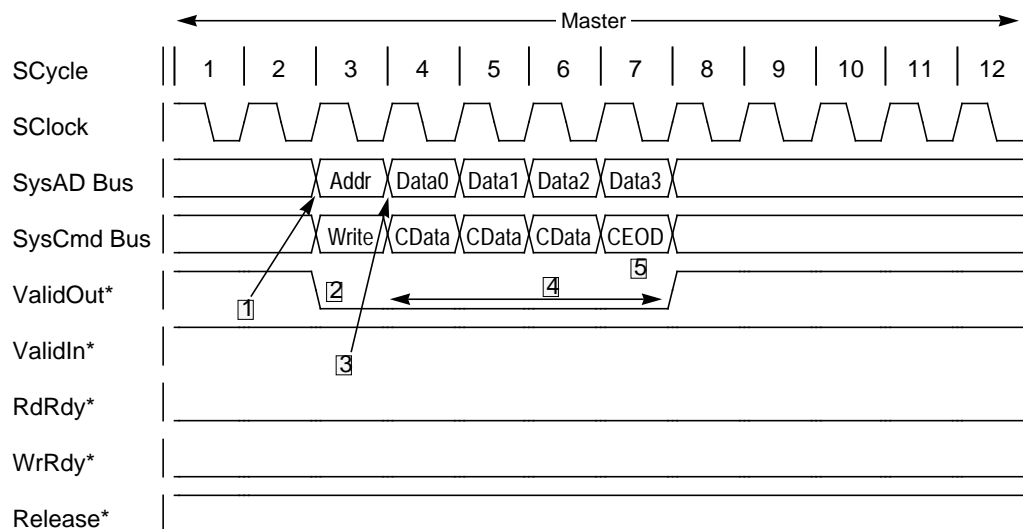 Master
SCycle 1 2 3 4 5 6 7 8 9 10 11 12
SClock
SysAD Bus Addr Data0 Data1 Data2 Data3
SysCmd Bus Write CData CData CData CEOD
5
ValidOut* 2 4
1
ValidIn*
3
RdRdy*
WrRdy*
Release*